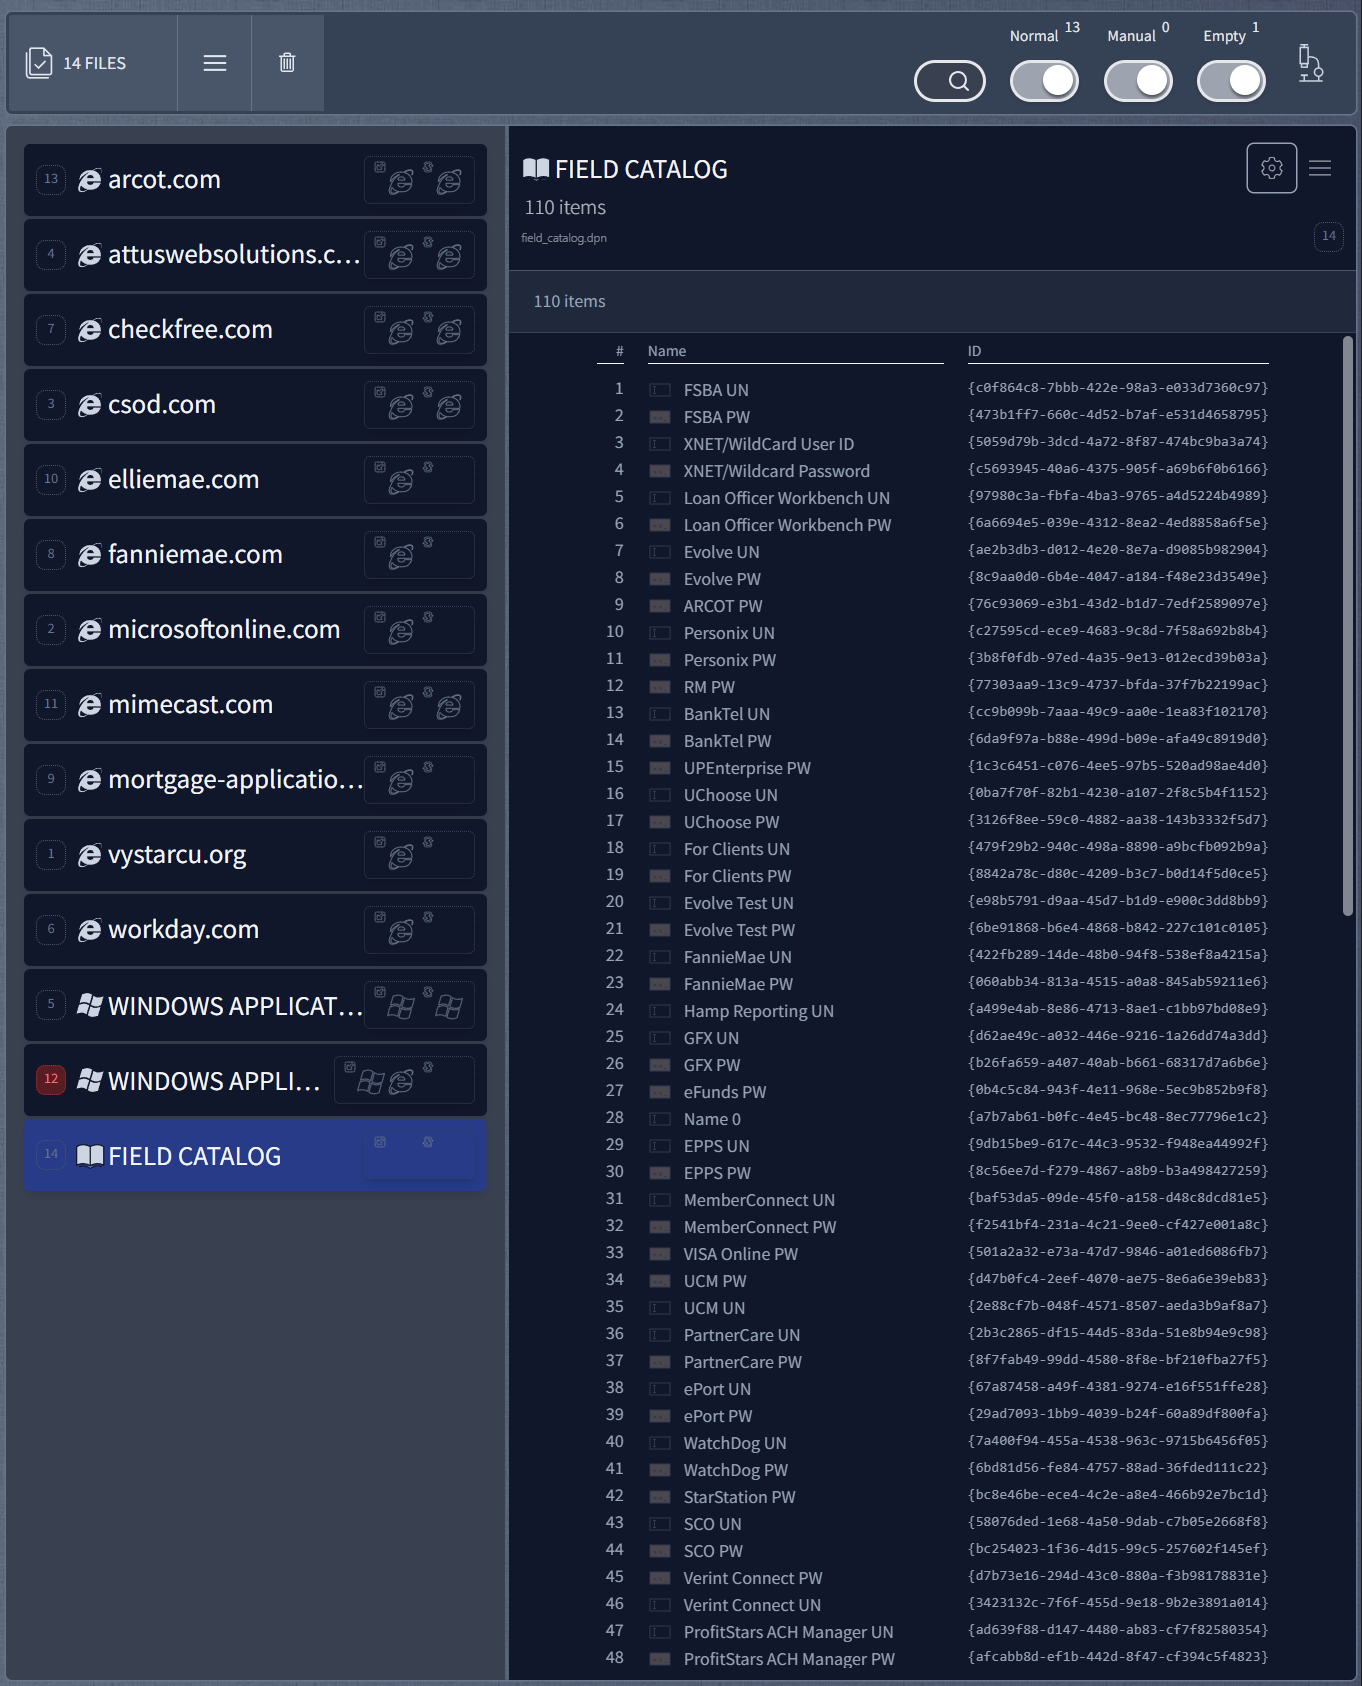 14 FILES
Normal 13
Manual 0
Empty 1
13 arcot.com
4 attuswebsolutions.c...
7 checkfree.com
3 csod.com
10 elliemae.com
8 fanniemae.com
2 microsoftonline.com
11 mimecast.com
9 mortgage-applicatio...
1 vystarcu.org
6 workday.com
5 WINDOWS APPLICAT...
12 WINDOWS APPLI...
14 FIELD CATALOG
FIELD CATALOG
110 items
field_catalog.dpn
14
110 items
# Name ID
1 FSBA UN {c0f864c8-7bbb-422e-98a3-e033d7360c97}
2 FSBA PW {473b1ff7-660c-4d52-b7af-e531d4658795}
3 XNET/WildCard User ID {5059d79b-3dcd-4a72-8f87-474bc9ba3a74}
4 XNET/Wildcard Password {c5693945-40a6-4375-905f-a69b6f0b6166}
5 Loan Officer Workbench UN {97980c3a-fbfa-4ba3-9765-a4d5224b4989}
6 Loan Officer Workbench PW {6a6694e5-039e-4312-8ea2-4ed8858a6f5e}
7 Evolve UN {ae2b3db3-d012-4e20-8e7a-d9085b982904}
8 Evolve PW {8c9aa0d0-6b4e-4047-a184-f48e23d3549e}
9 ARCOT PW {76c93069-e3b1-43d2-b1d7-7edf2589097e}
10 Personix UN {c27595cd-ece9-4683-9c8d-7f58a692b8b4}
11 Personix PW {3b8f0fdb-97ed-4a35-9e13-012ecd39b03a}
12 RM PW {77303aa9-13c9-4737-bfda-37f7b22199ac}
13 BankTel UN {cc9b099b-7aaa-49c9-aa0e-1ea83f102170}
14 BankTel PW {6da9f97a-b88e-499d-b09e-afa49c8919d0}
15 UPEnterprise PW {1c3c6451-c076-4ee5-97b5-520ad98ae4d0}
16 UChoose UN {0ba7f70f-82b1-4230-a107-2f8c5b4f1152}
17 UChoose PW {3126f8ee-59c0-4882-aa38-143b3332f5d7}
18 For Clients UN {479f29b2-940c-498a-8890-a9bcfb092b9a}
19 For Clients PW {8842a78c-d80c-4209-b3c7-b0d14f5d0ce5}
20 Evolve Test UN {e98b5791-d9aa-45d7-b1d9-e900c3dd8bb9}
21 Evolve Test PW {6be91868-b6e4-4868-b842-227c101c0105}
22 FannieMae UN {422fb289-14de-48b0-94f8-538ef8a4215a}
23 FannieMae PW {060abb34-813a-4515-a0a8-845ab59211e6}
24 Hamp Reporting UN {a499e4ab-8e86-4713-8ae1-c1bb97bd08e9}
25 GFX UN {d62ae49c-a032-446e-9216-1a26dd74a3dd}
26 GFX PW {b26fa659-a407-40ab-b661-68317d7a6b6e}
27 eFunds PW {0b4c5c84-943f-4e11-968e-5ec9b852b9f8}
28 Name 0 {a7b7ab61-b0fc-4e45-bc48-8ec77796e1c2}
29 EPPS UN {9db15be9-617c-44c3-9532-f948ea44992f}
30 EPPS PW {8c56ee7d-f279-4867-a8b9-b3a498427259}
31 MemberConnect UN {baf53da5-09de-45f0-a158-d48c8dcd81e5}
32 MemberConnect PW {f2541bf4-231a-4c21-9ee0-cf427e001a8c}
33 VISA Online PW {501a2a32-e73a-47d7-9846-a01ed6086fb7}
34 UCM PW {d47b0fc4-2eef-4070-ae75-8e6a6e39eb83}
35 UCM UN {2e88cf7b-048f-4571-8507-aeda3b9af8a7}
36 PartnerCare UN {2b3c2865-df15-44d5-83da-51e8b94e9c98}
37 PartnerCare PW {8f7fab49-99dd-4580-8f8e-bf210fba27f5}
38 ePort UN {67a87458-a49f-4381-9274-e16f551ffe28}
39 ePort PW {29ad7093-1bb9-4039-b24f-60a89df800fa}
40 WatchDog UN {7a400f94-455a-4538-963c-9715b6456f05}
41 WatchDog PW {6bd81d56-fe84-4757-88ad-36fded111c22}
42 StarStation PW {bc8e46be-ece4-4c2e-a8e4-466b92e7bc1d}
43 SCO UN {58076ded-1e68-4a50-9dab-c7b05e2668f8}
44 SCO PW {bc254023-1f36-4d15-99c5-257602f145ef}
45 Verint Connect PW {d7b73e16-294d-43c0-880a-f3b98178831e}
46 Verint Connect UN {3423132c-7f6f-455d-9e18-9b2e3891a014}
47 ProfitStars ACH Manager UN {ad639f88-d147-4480-ab83-cf7f82580354}
48 ProfitStars ACH Manager PW {afcabb8d-ef1b-442d-8f47-cf394c5f4823}